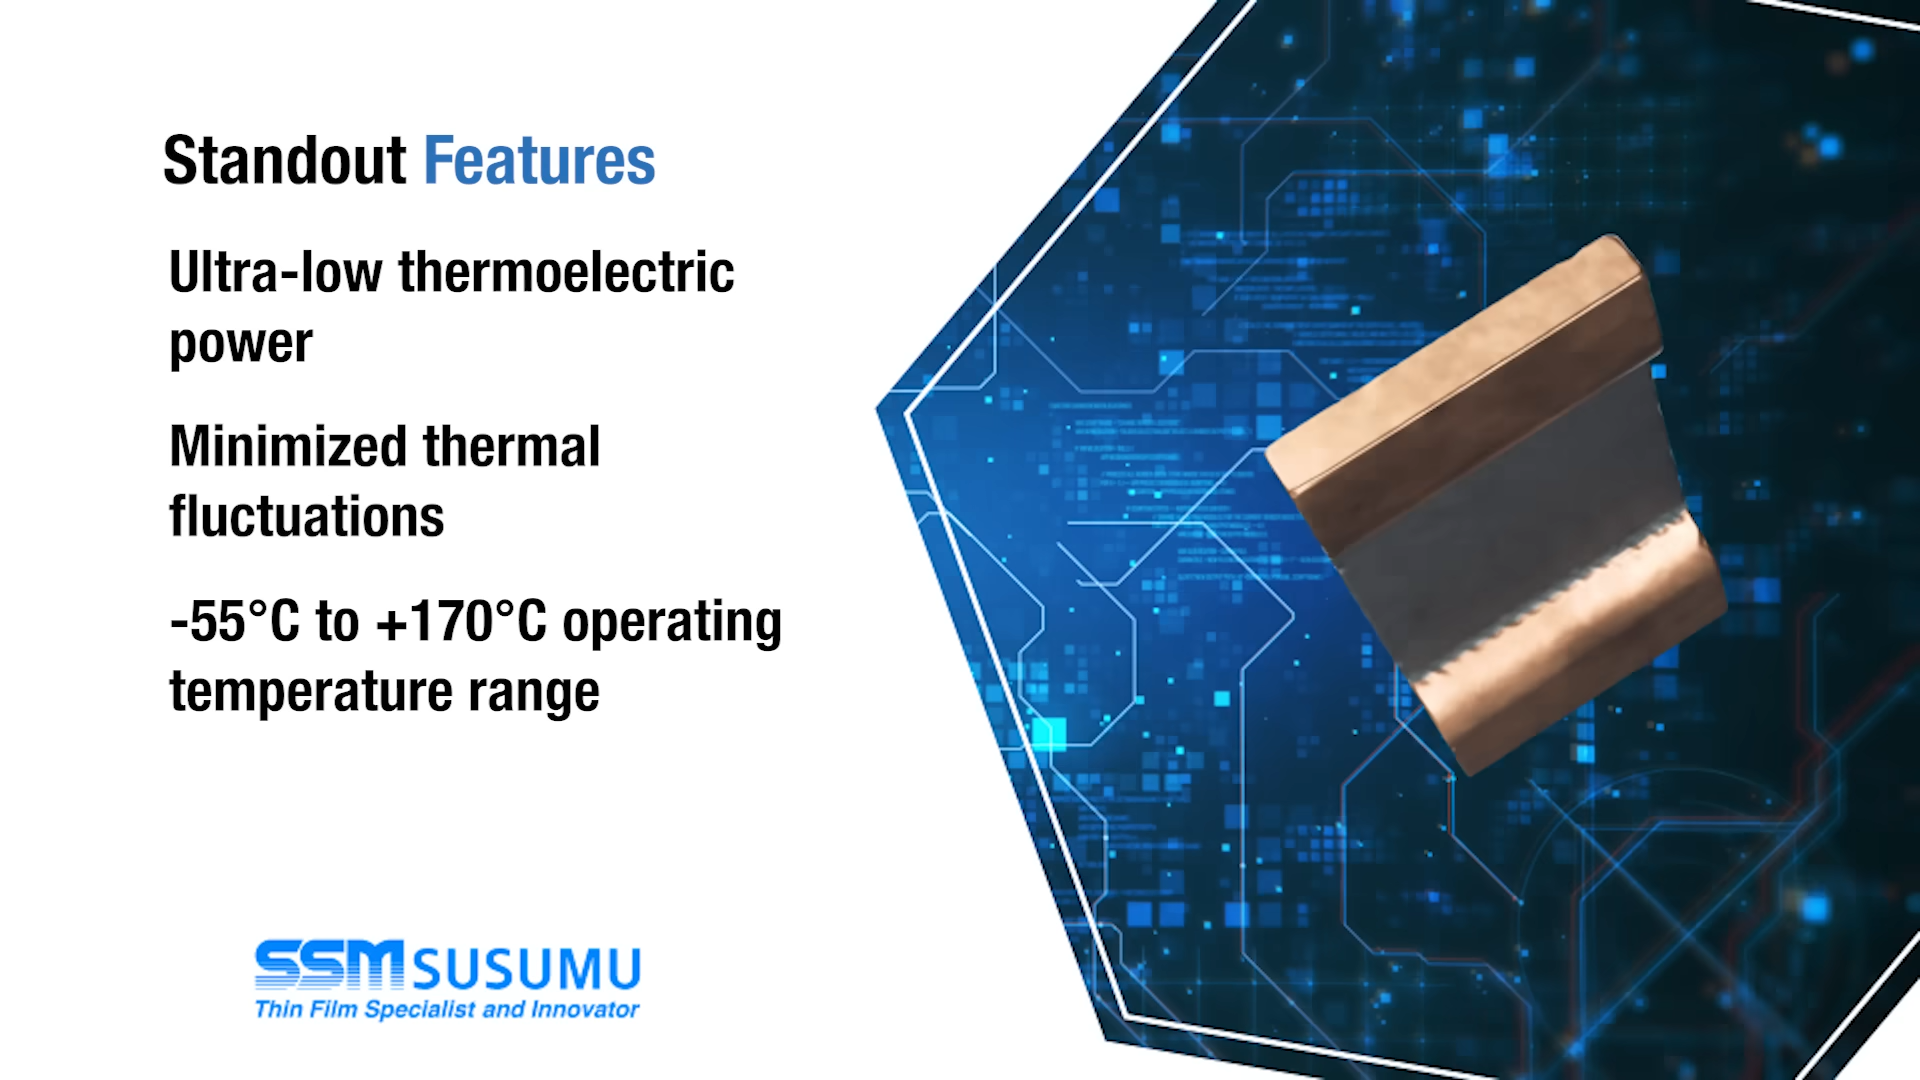 Standout Features
Ultra-low thermoelectric
power
Minimized thermal
fluctuations
-55°C to +170°C operating
temperature range
SSM SUSUMU
Thin Film Specialist and Innovator